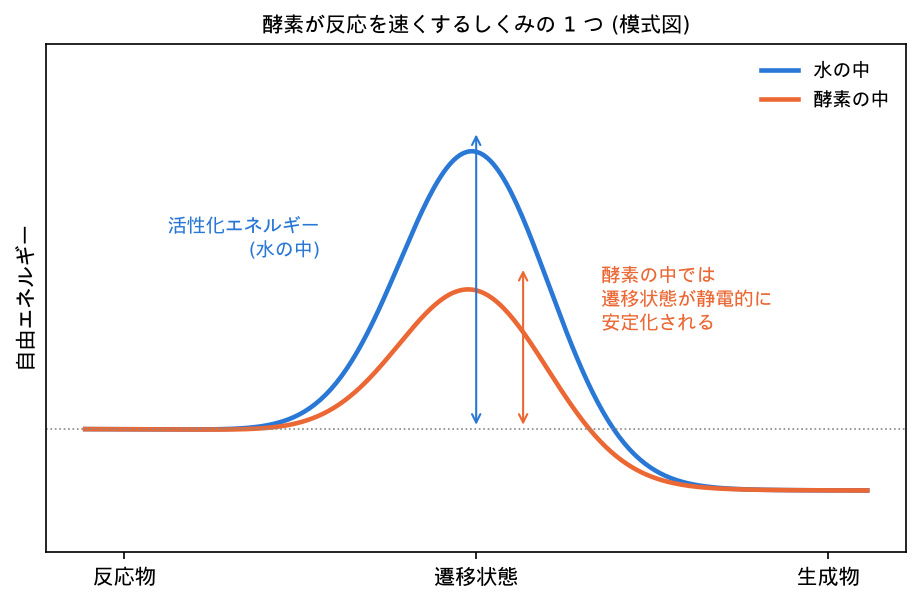 酵素が反応を速くするしくみの 1 つ (模式図)
水の中
酵素の中
活性化エネルギー
(水の中)
酵素の中では
遷移状態が静電的に
安定化される
自由エネルギー
反応物
遷移状態
生成物